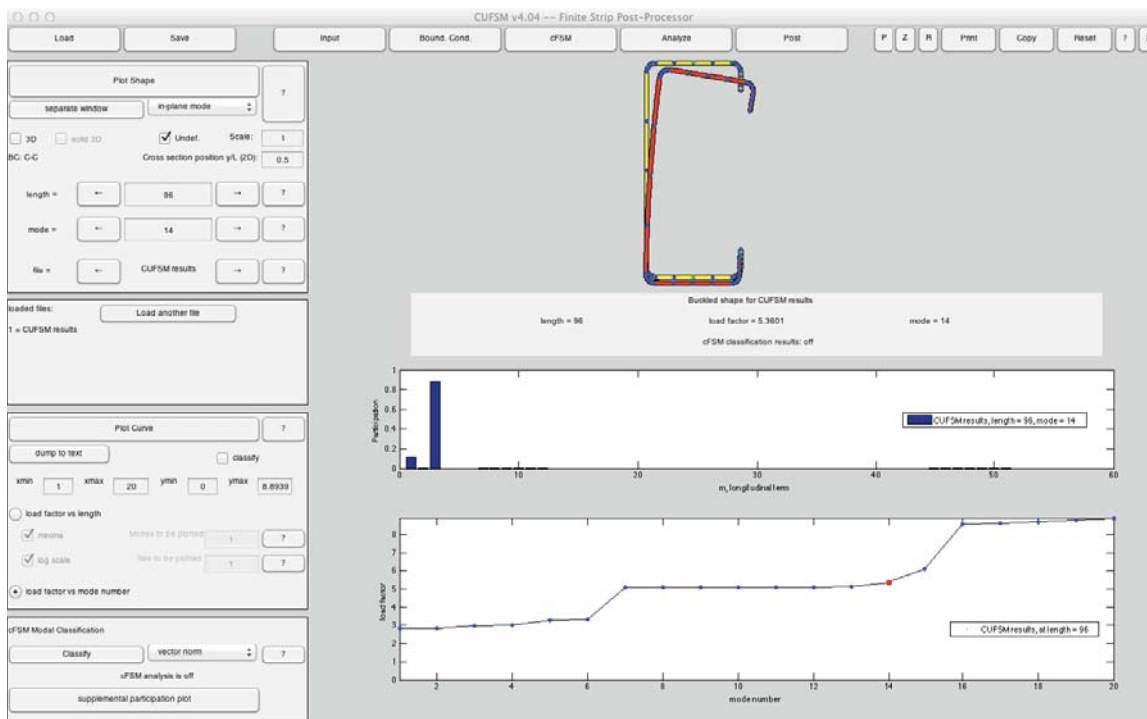 CUFSM v4.04 -- Finite Strip Post-Processor
Load Save Input Bound. Cond. cFSM Analyze Post P Z R Print Copy Reset ?
Plot Shape ?
separate window in-plane mode
3D solid 3D Undef. Scale: 1
BC: C-C Cross section position y/L (2D): 0.5
length = ← 96 → ?
mode = ← 14 → ?
file = ← CUFSM results → ?
loaded files: Load another file
1 = CUFSM results
Plot Curve ?
dump to text classify
xmin 1 xmax 20 ymin 0 ymax 8.8939
load factor vs length
minima Modes to be plotted 1 ?
log scale files to be plotted 1 ?
load factor vs mode number
cFSM Modal Classification
Classify vector norm ?
cFSM analysis is off
supplemental participation plot
Buckled shape for CUFSM results
length = 96 load factor = 5.3601 mode = 14
cFSM classification results: off
1
0.8
0.6
0.4
0.2
0
Participation
CUFSM results, length = 96, mode = 14
0 10 20 30 40 50 60
m, longitudinal term
8
7
6
5
4
3
2
1
0
load factor
CUFSM results, at length = 96
2 4 6 8 10 12 14 16 18 20
mode number